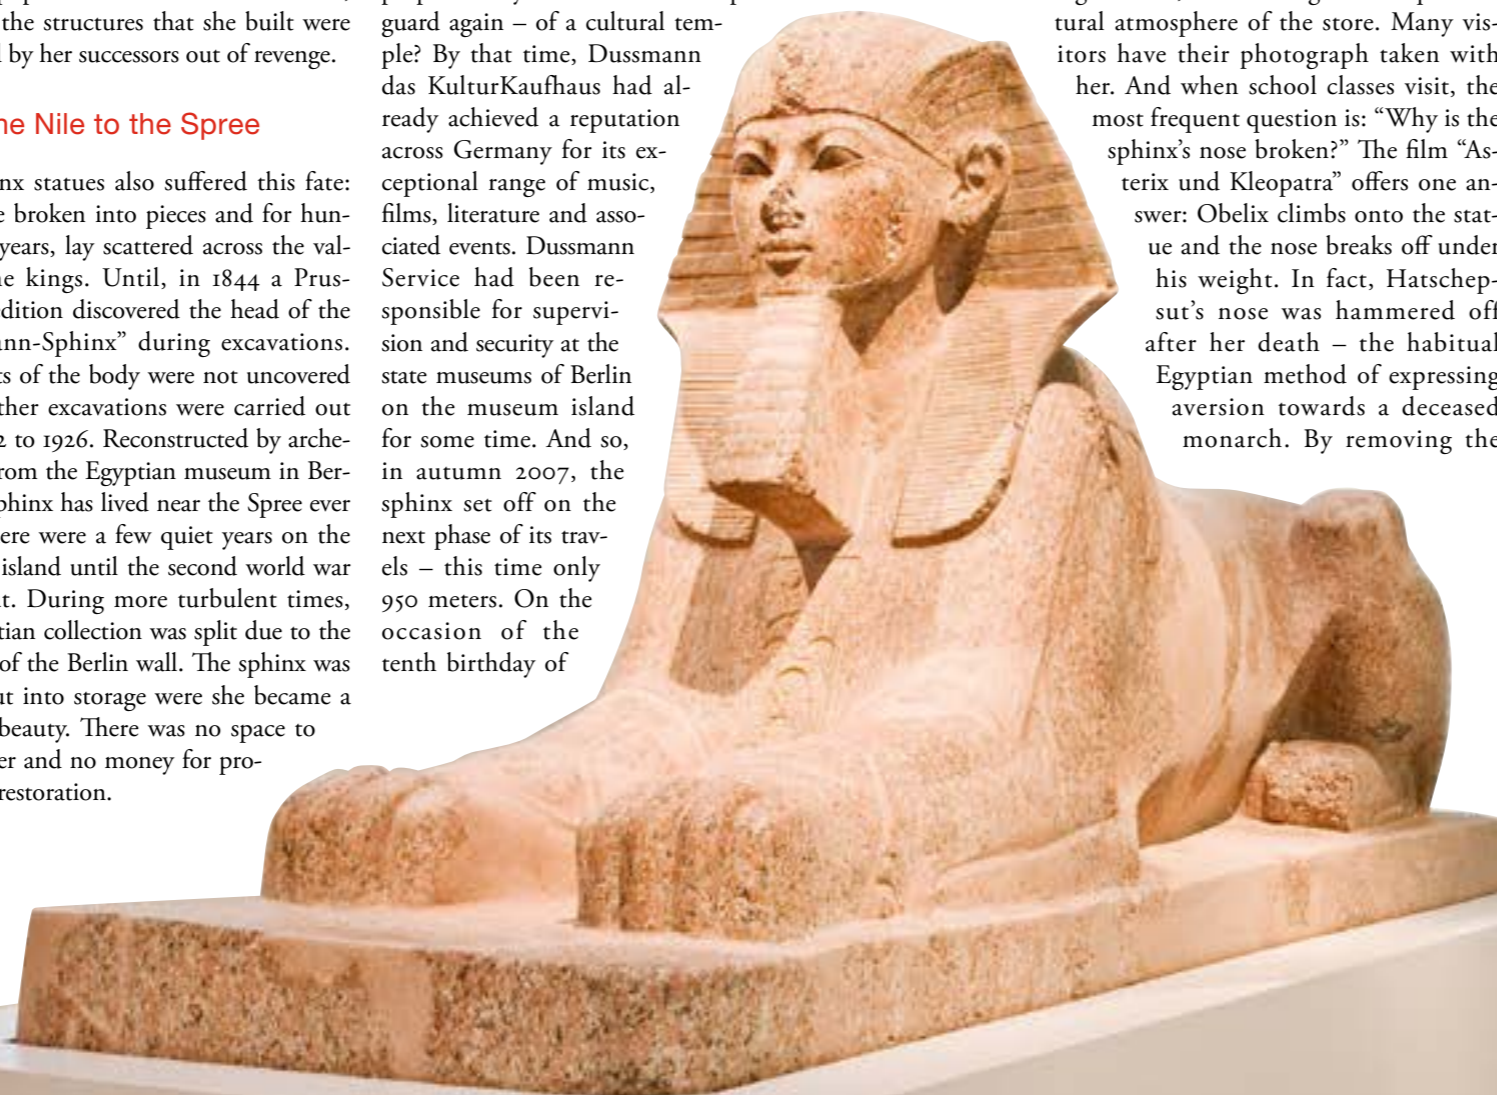 the structures that she built were
by her successors out of revenge.
ne Nile to the Spree
nx statues also suffered this fate:
e broken into pieces and for hun-
years, lay scattered across the val-
ne kings. Until, in 1844 a Prus-
dition discovered the head of the
nn-Sphinx” during excavations.
ts of the body were not uncovered
ther excavations were carried out
2 to 1926. Reconstructed by arche-
rom the Egyptian museum in Ber-
phinx has lived near the Spree ever
ere were a few quiet years on the
island until the second world war
t. During more turbulent times,
tian collection was split due to the
of the Berlin wall. The sphinx was
ut into storage were she became a
beauty. There was no space to
er and no money for pro-
restoration.
guard again – of a cultural tem-
ple? By that time, Dussmann
das KulturKaufhaus had al-
ready achieved a reputation
across Germany for its ex-
ceptional range of music,
films, literature and asso-
ciated events. Dussmann
Service had been re-
sponsible for supervi-
sion and security at the
state museums of Berlin
on the museum island
for some time. And so,
in autumn 2007, the
sphinx set off on the
next phase of its trav-
els – this time only
950 meters. On the
occasion of the
tenth birthday of
tural atmosphere of the store. Many vis-
itors have their photograph taken with
her. And when school classes visit, the
most frequent question is: “Why is the
sphinx’s nose broken?” The film “As-
terix und Kleopatra” offers one an-
swer: Obelix climbs onto the stat-
ue and the nose breaks off under
his weight. In fact, Hatschep-
sut’s nose was hammered off
after her death – the habitual
Egyptian method of expressing
aversion towards a deceased
monarch. By removing the